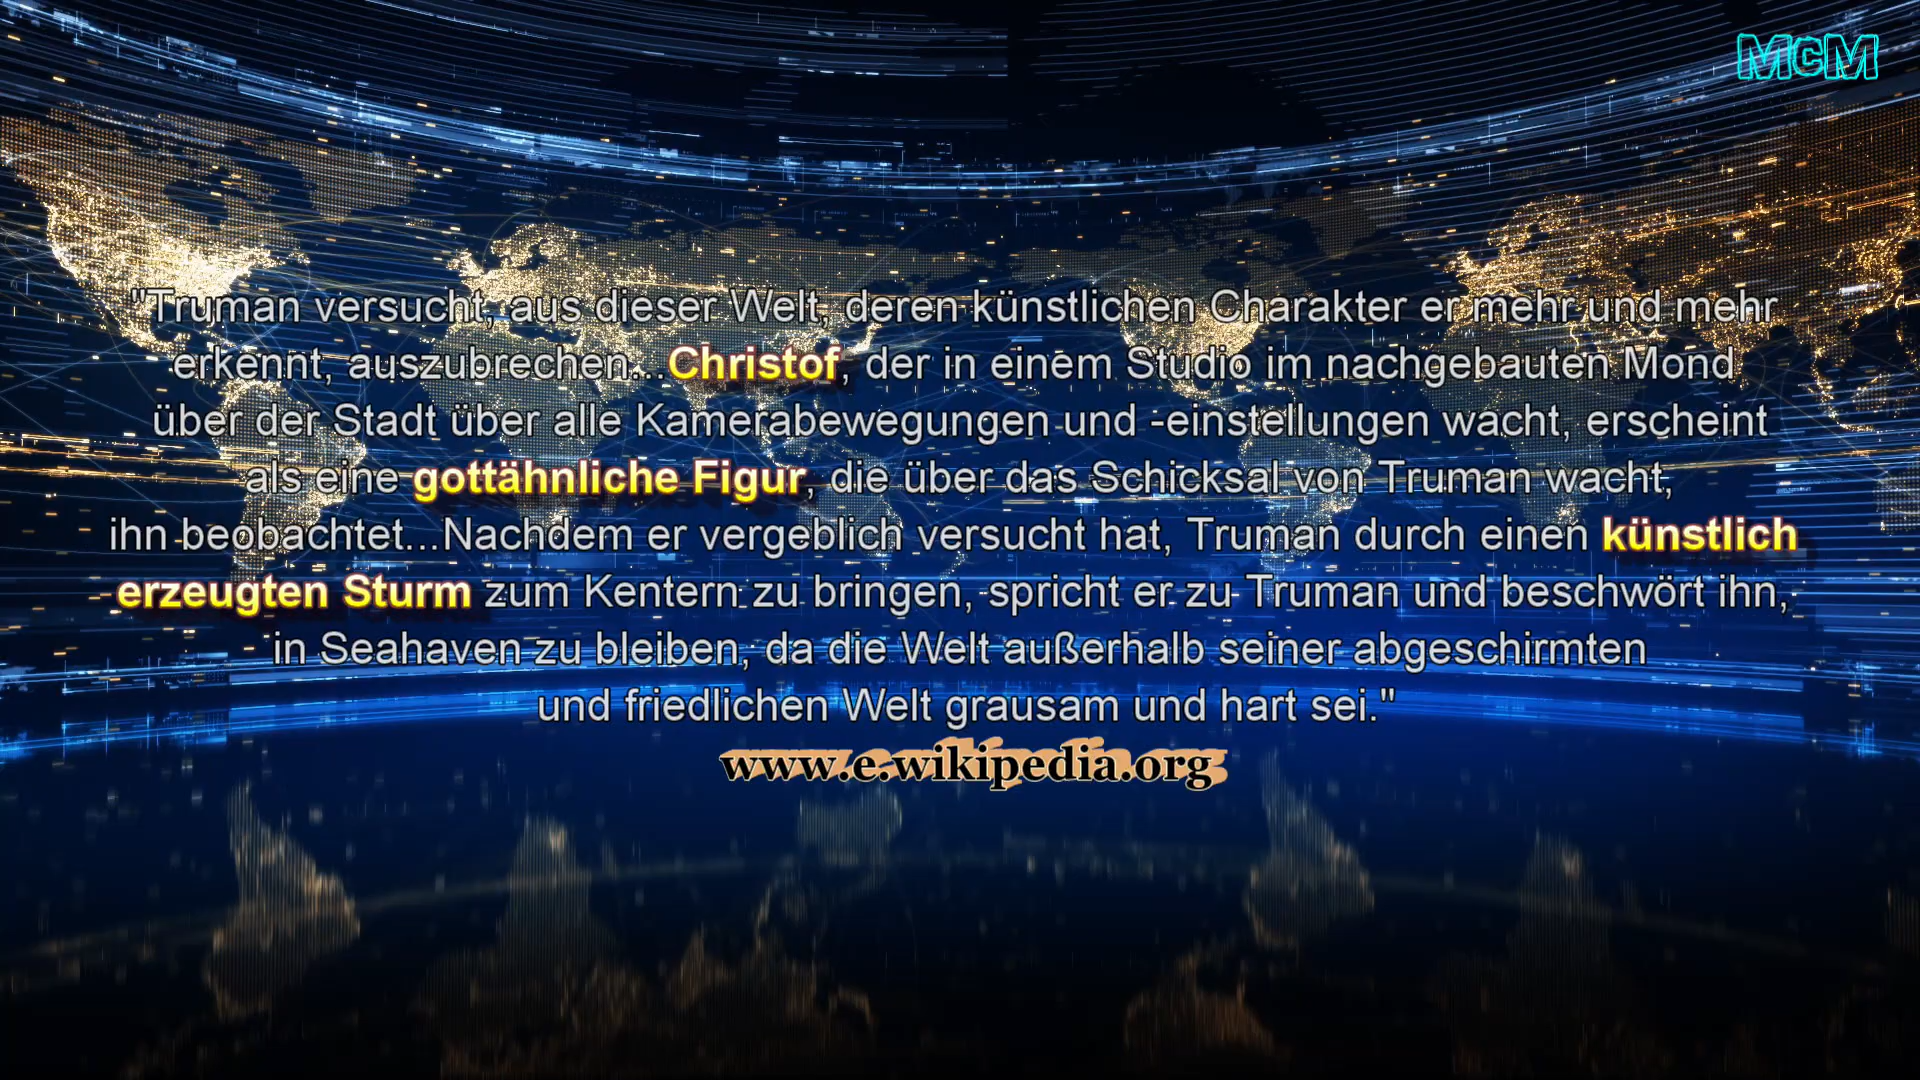 McM
"Truman versucht, aus dieser Welt, deren künstlichen Charakter er mehr und mehr
erkennt, auszubrechen...Christof, der in einem Studio im nachgebauten Mond
über der Stadt über alle Kamerabewegungen und -einstellungen wacht, erscheint
als eine gottähnliche Figur, die über das Schicksal von Truman wacht,
ihn beobachtet...Nachdem er vergeblich versucht hat, Truman durch einen künstlich
erzeugten Sturm zum Kentern zu bringen, spricht er zu Truman und beschwört ihn,
in Seahaven zu bleiben, da die Welt außerhalb seiner abgeschirmten
und friedlichen Welt grausam und hart sei."
www.e.wikipedia.org